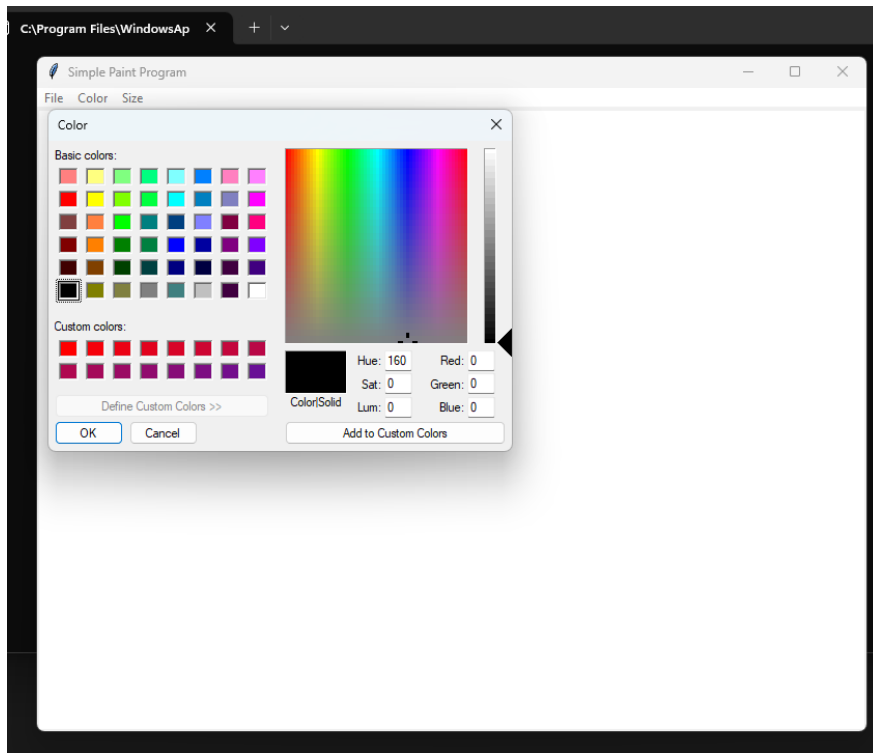 C:\Program Files\WindowsAp
Simple Paint Program
File Color Size
Color
Basic colors:
Custom colors:
Define Custom Colors >>
OK Cancel
Color|Solid
Hue: 160 Red: 0
Sat: 0 Green: 0
Lum: 0 Blue: 0
Add to Custom Colors